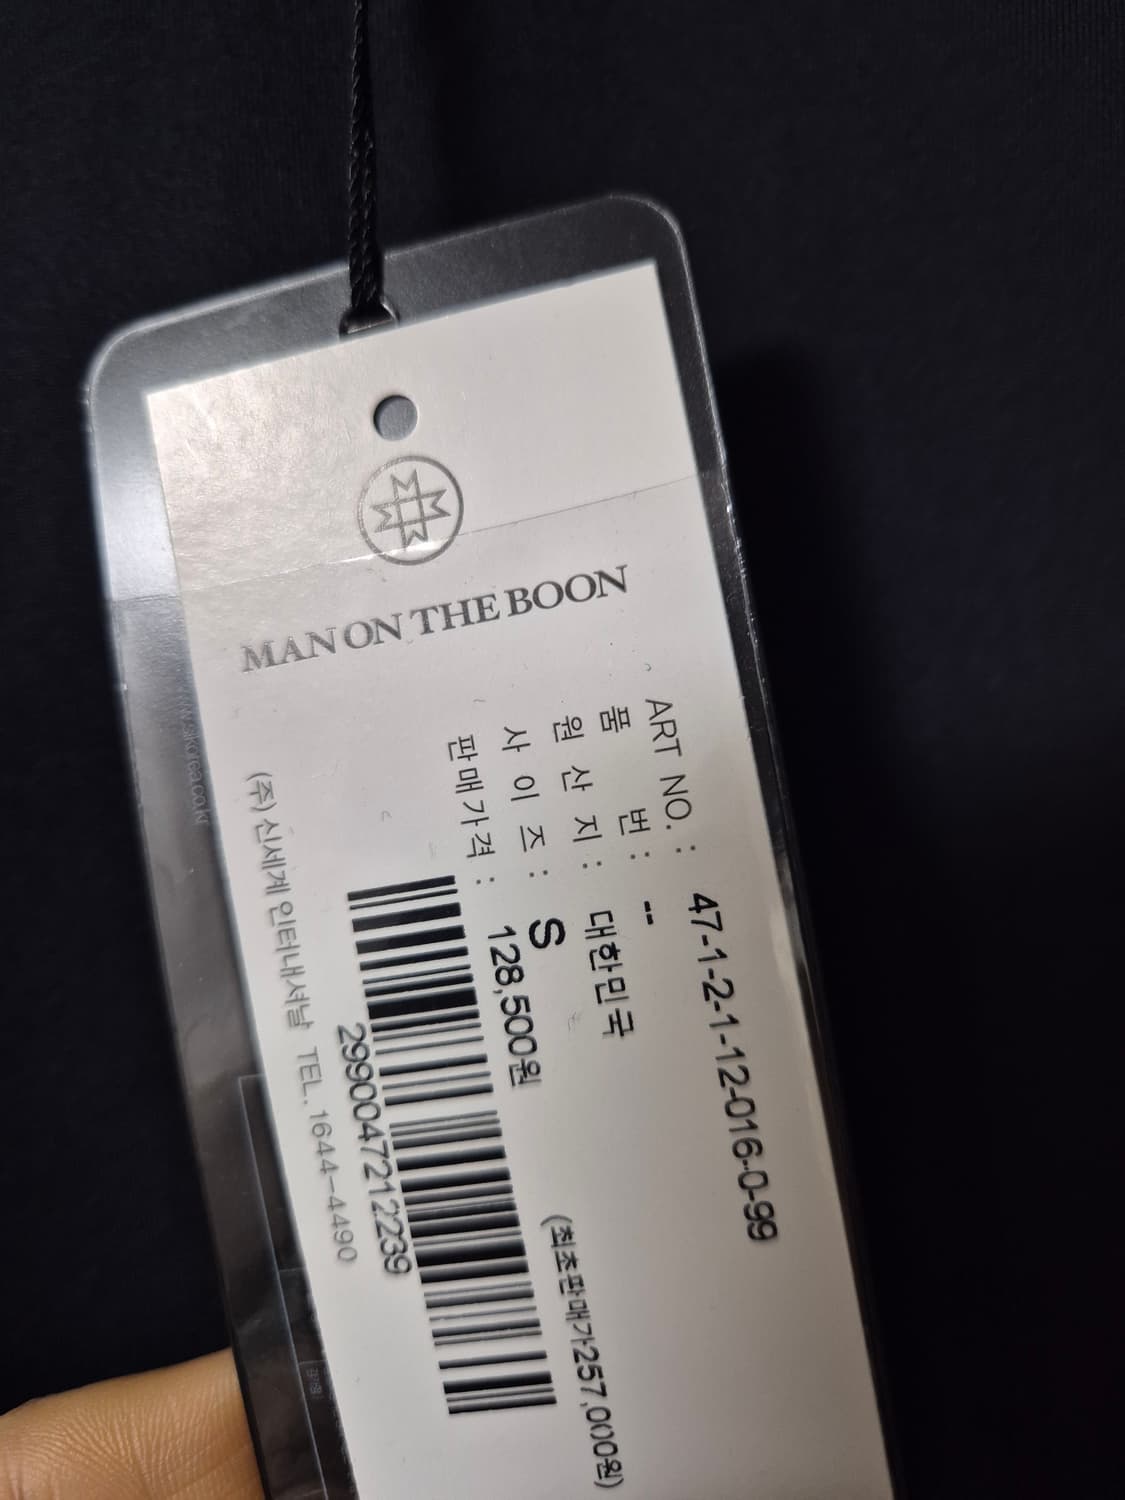 MAN ON THE BOON
ART NO. : 47-1-2-1-12-016-0-99
품 번 : --
원 산 지 : 대한민국
사 이 즈 : S
판매가격 : 128,500원
(최초판매가257,000원)
2990047212239
(주)신세계인터내셔날 TEL. 1644-4490